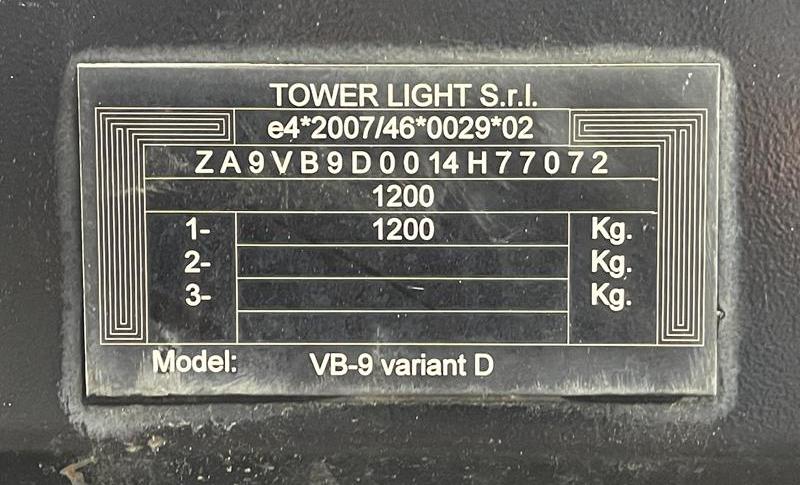 TOWER LIGHT S.r.l.
e4*2007/46*0029*02
ZA9VB9D0014H77072
1200
1- 1200 Kg.
2- Kg.
3- Kg.
Model: VB-9 variant D